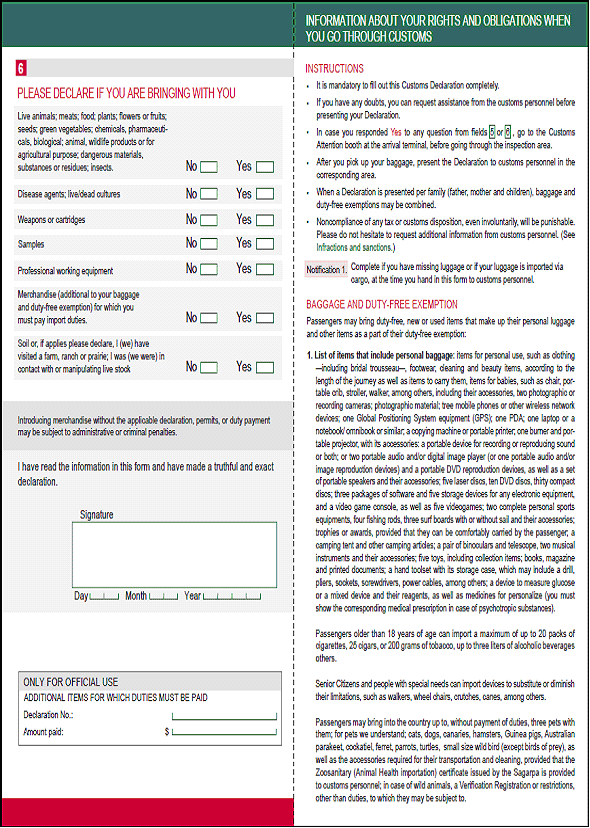 6
PLEASE DECLARE IF YOU ARE BRINGING WITH YOU
Live animals; meats; food; plants; flowers or fruits;
seeds; green vegetables; chemicals, pharmaceuti-
cals, biological; animal, wildlife products or for
agricultural purpose; dangerous materials,
substances or residues; insects.
No Yes
Disease agents; live/dead cultures
No Yes
Weapons or cartridges
No Yes
Samples
No Yes
Professional working equipment
No Yes
Merchandise (additional to your baggage
and duty-free exemption) for which you
must pay import duties.
No Yes
Soil or, if applies please declare, I (we) have
visited a farm, ranch or prairie; I was (we were) in
contact with or manipulating live stock
No Yes
Introducing merchandise without the applicable declaration, permits, or duty payment
may be subject to administrative or criminal penalties.
I have read the information in this form and have made a truthful and exact
declaration.
Signature
Day Month Year
ONLY FOR OFFICIAL USE
ADDITIONAL ITEMS FOR WHICH DUTIES MUST BE PAID
Declaration No.:
Amount paid: $
INFORMATION ABOUT YOUR RIGHTS AND OBLIGATIONS WHEN
YOU GO THROUGH CUSTOMS
INSTRUCTIONS
• It is mandatory to fill out this Customs Declaration completely.
• If you have any doubts, you can request assistance from the customs personnel before
presenting your Declaration.
• In case you responded Yes to any question from fields 5 or 6, go to the Customs
Attention booth at the arrival terminal, before going through the inspection area.
• After you pick up your baggage, present the Declaration to customs personnel in the
corresponding area.
• When a Declaration is presented per family (father, mother and children), baggage and
duty-free exemptions may be combined.
• Noncompliance of any tax or customs disposition, even involuntarily, will be punishable.
Please do not hesitate to request additional information from customs personnel. (See
Infractions and sanctions.)
Notification 1. Complete if you have missing luggage or if your luggage is imported via
cargo, at the time you hand in this form to customs personnel.
BAGGAGE AND DUTY-FREE EXEMPTION
Passengers may bring duty-free, new or used items that make up their personal luggage
and other items as a part of their duty-free exemption:
1. List of items that include personal baggage: items for personal use, such as clothing
—including bridal trousseau—, footwear, cleaning and beauty items, according to the
length of the journey as well as items to carry them, items for babies, such as chair, por-
table crib, stroller, walker, among others, including their accessories, two photographic or
recording cameras; photographic material; tree mobile phones or other wireless network
devices; one Global Positioning System equipment (GPS); one PDA; one laptop or a
notebook/ omnibook or similar; a copying machine or portable printer; one burner and por-
table projector, with its accessories: a portable device for recording or reproducing sound
or both; or two portable audio and/or digital image player (or one portable audio and/or
image reproduction devices) and a portable DVD reproduction devices, as well as a set
of portable speakers and their accessories; five laser discs, ten DVD discs, thirty compact
discs; three packages of software and five storage devices for any electronic equipment,
and a video game console, as well as five videogames; two complete personal sports
equipments, four fishing rods, three surf boards with or without sail and their accessories;
trophies or awards, provided that they can be comfortably carried by the passenger; a
camping tent and other camping articles; a pair of binoculars and telescope, two musical
instruments and their accessories; five toys, including collection items; books, magazine
and printed documents; a hand toolset with its storage case, which may include a drill,
pliers, sockets, screwdrivers, power cables, among others; a device to measure glucose
or a mixed device and their reagents, as well as medicines for personalize (you must
show the corresponding medical prescription in case of psychotropic substances).
Passengers older than 18 years of age can import a maximum of up to 20 packs of
cigarettes, 25 cigars, or 200 grams of tobacco, up to three liters of alcoholic beverages
others.
Senior Citizens and people with special needs can import devices to substitute or diminish
their limitations, such as walkers, wheel chairs, crutches, canes, among others.
Passengers may bring into the country up to, without payment of duties, three pets with
them; for pets we understand; cats, dogs, canaries, hamsters, Guinea pigs, Australian
parakeet, cockatiel, ferret, parrots, turtles, small size wild bird (except birds of prey), as
well as the accessories required for their transportation and cleaning, provided that the
Zoosanitary (Animal Health importation) certificate issued by the Sagarpa is provided
to customs personnel; in case of wild animals, a Verification Registration or restrictions,
other than duties, to which they may be subject to.